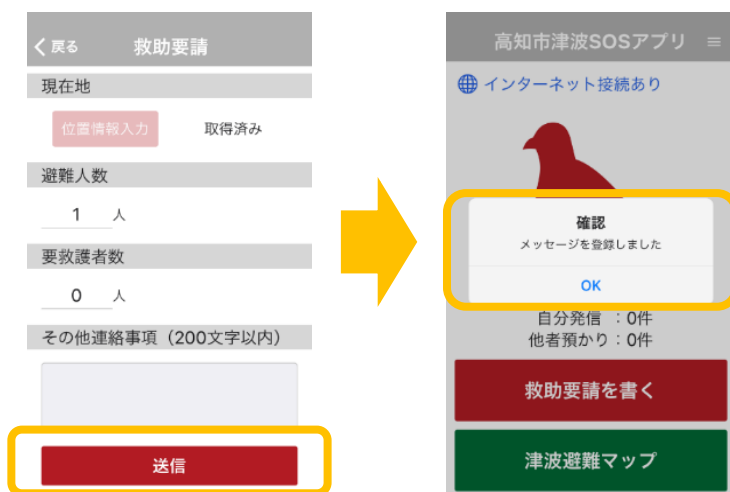 戻る 救助要請
現在地
位置情報入力 取得済み
避難人数
1 人
要救護者数
0 人
その他連絡事項（200文字以内）
送信
高知市津波SOSアプリ
インターネット接続あり
確認
メッセージを登録しました
OK
自分発信 ：0件
他者預かり：0件
救助要請を書く
津波避難マップ